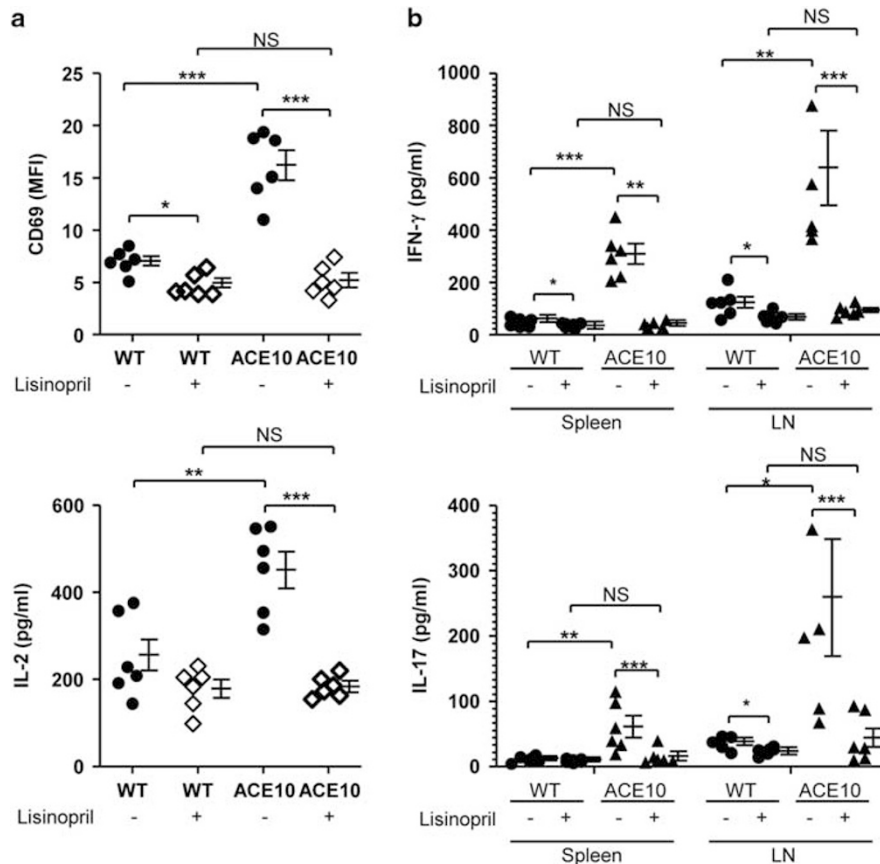 a
NS
***
***
*
CD69 (MFI)
25
20
15
10
5
0
WT WT ACE10 ACE10
Lisinopril - + - +
NS
**
***
IL-2 (pg/ml)
600
400
200
0
WT WT ACE10 ACE10
Lisinopril - + - +
b
NS
**
***
NS
***
**
*
*
IFN-γ (pg/ml)
1000
800
600
400
200
0
WT ACE10 WT ACE10
Lisinopril - + - + - + - +
Spleen LN
NS
*
***
NS
**
***
*
IL-17 (pg/ml)
400
300
200
100
0
WT ACE10 WT ACE10
Lisinopril - + - + - + - +
Spleen LN